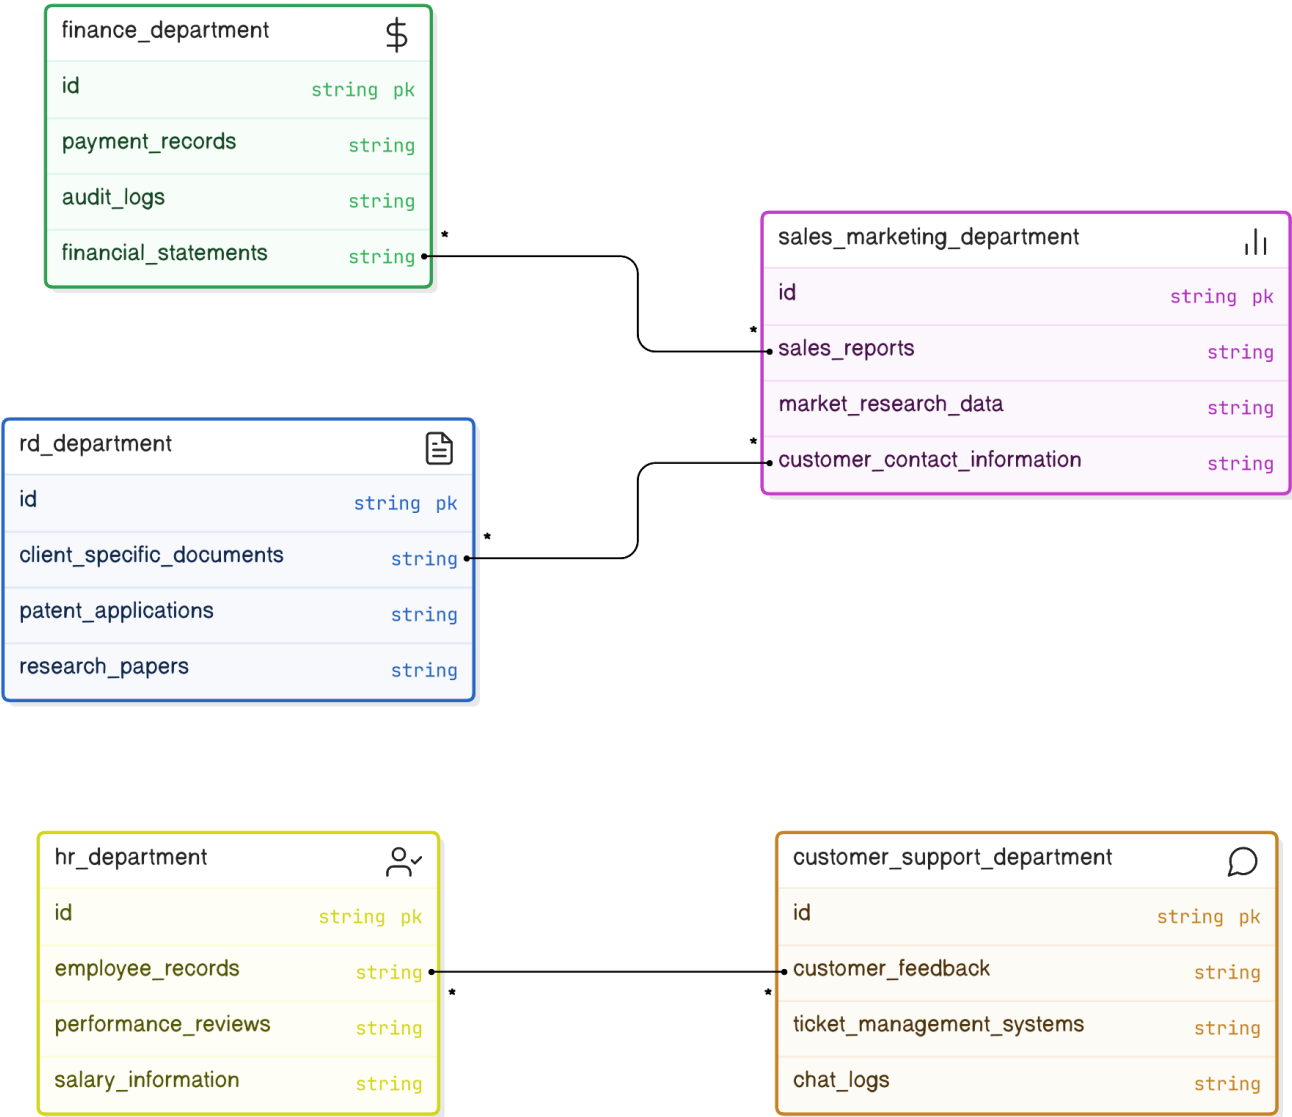 finance_department
id string pk
payment_records string
audit_logs string
financial_statements string
*
sales_marketing_department
id string pk
*
sales_reports string
market_research_data string
*
customer_contact_information string
rd_department
id string pk
*
client_specific_documents string
patent_applications string
research_papers string
hr_department
id string pk
employee_records string
*
performance_reviews string
salary_information string
customer_support_department
id string pk
customer_feedback string
*
ticket_management_systems string
chat_logs string